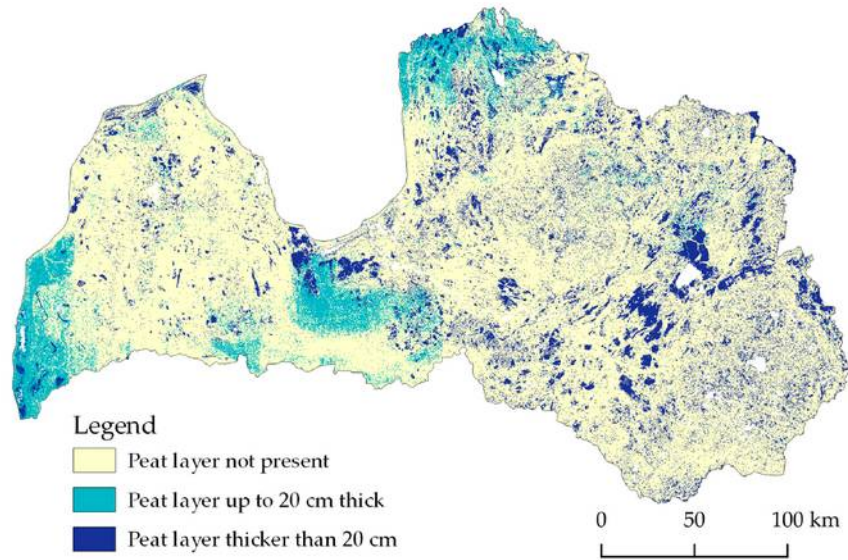 Legend
Peat layer not present
Peat layer up to 20 cm thick
Peat layer thicker than 20 cm
0 50 100 km